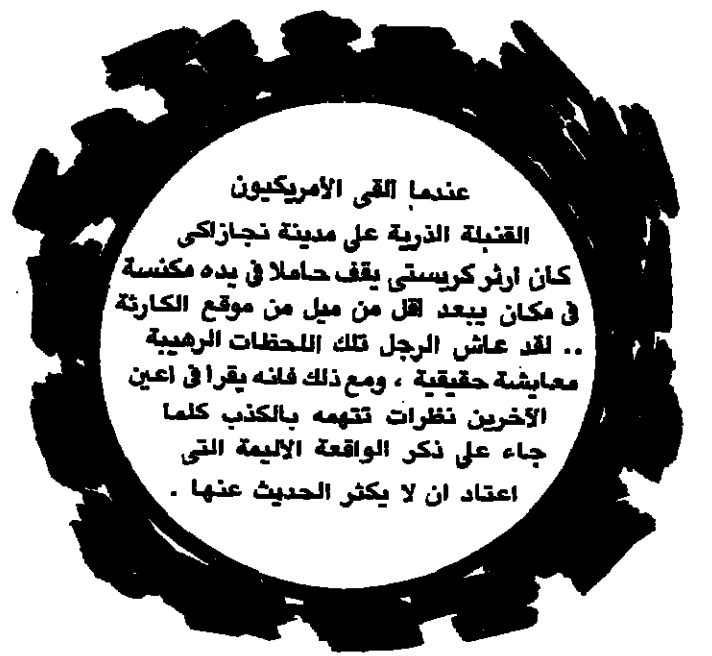 عندما ألقى الأمريكيون
القنبلة الذرية على مدينة نجازاكى
كان ارثر كريستى يقف حاملا فى يده مكنسة
فى مكان يبعد اقل من ميل من موقع الكارثة
.. لقد عاش الرجل تلك اللحظات الرهيبة
معايشة حقيقية ، ومع ذلك فانه يقرأ فى اعين
الآخرين نظرات تتهمه بالكذب كلما
جاء على ذكر الواقعة الاليمة التى
اعتاد ان لا يكثر الحديث عنها .